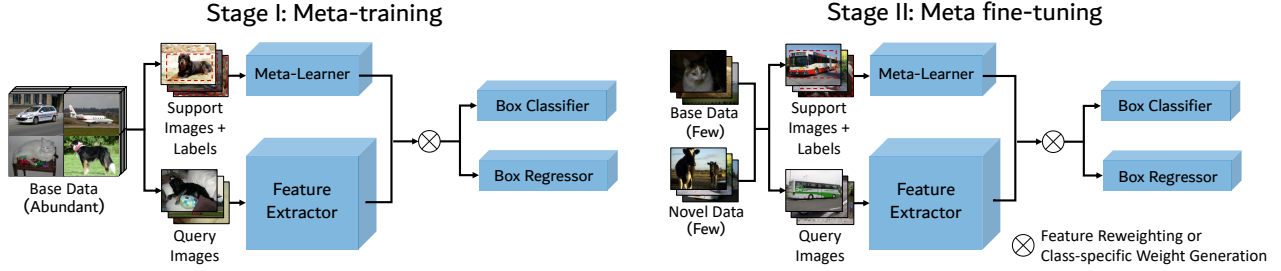 Stage I: Meta-training
Meta-Learner
Support
Images +
Labels
Base Data
(Abundant)
Feature
Extractor
Query
Images
Box Classifier
Box Regressor
Stage II: Meta fine-tuning
Base Data
(Few)
Novel Data
(Few)
Support
Images +
Labels
Meta-Learner
Feature
Extractor
Query
Images
Box Classifier
Box Regressor
Feature Reweighting or
Class-specific Weight Generation